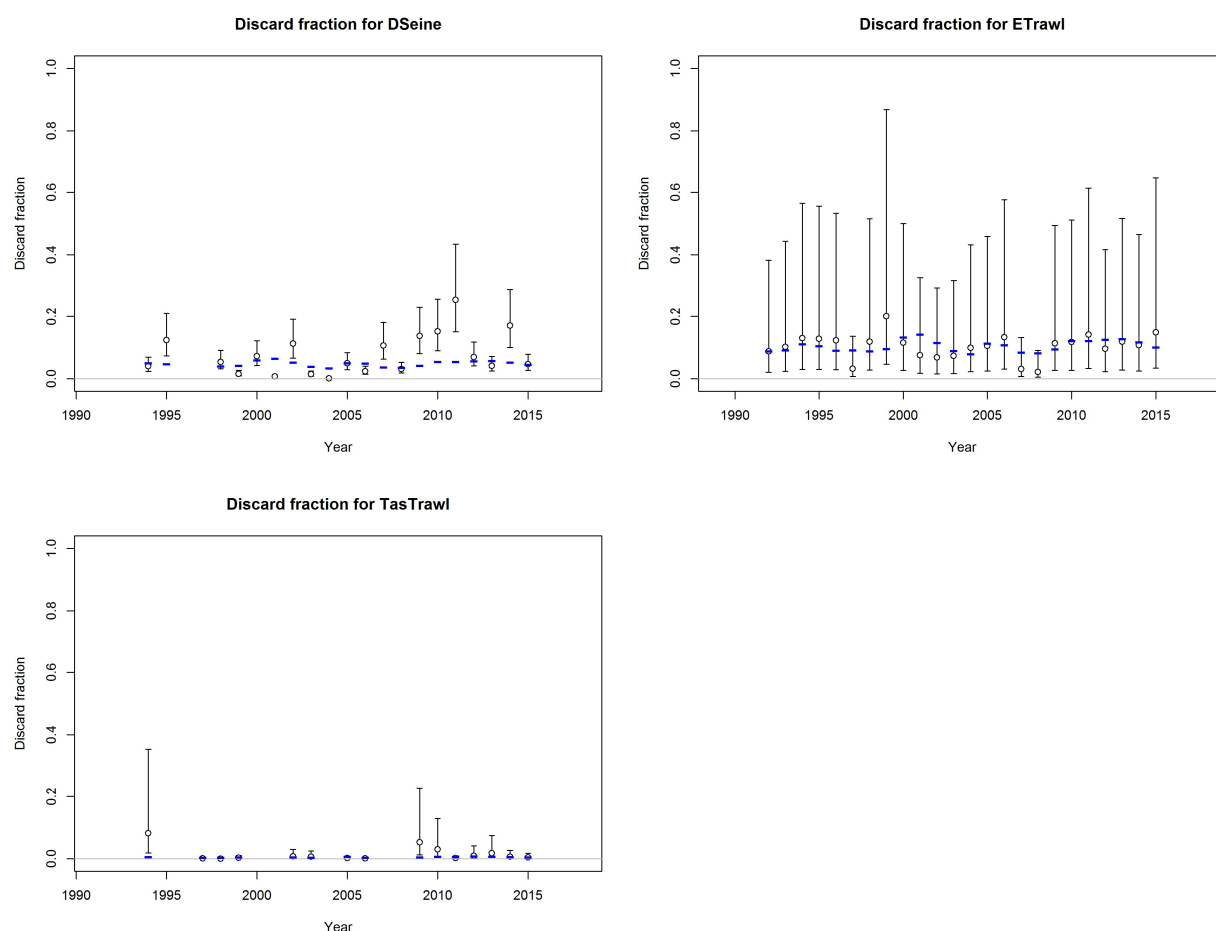 Discard fraction for DSeine
Discard fraction
1.0
0.8
0.6
0.4
0.2
0.0
1990 1995 2000 2005 2010 2015
Year
Discard fraction for ETrawl
Discard fraction
1.0
0.8
0.6
0.4
0.2
0.0
1990 1995 2000 2005 2010 2015
Year
Discard fraction for TasTrawl
Discard fraction
1.0
0.8
0.6
0.4
0.2
0.0
1990 1995 2000 2005 2010 2015
Year